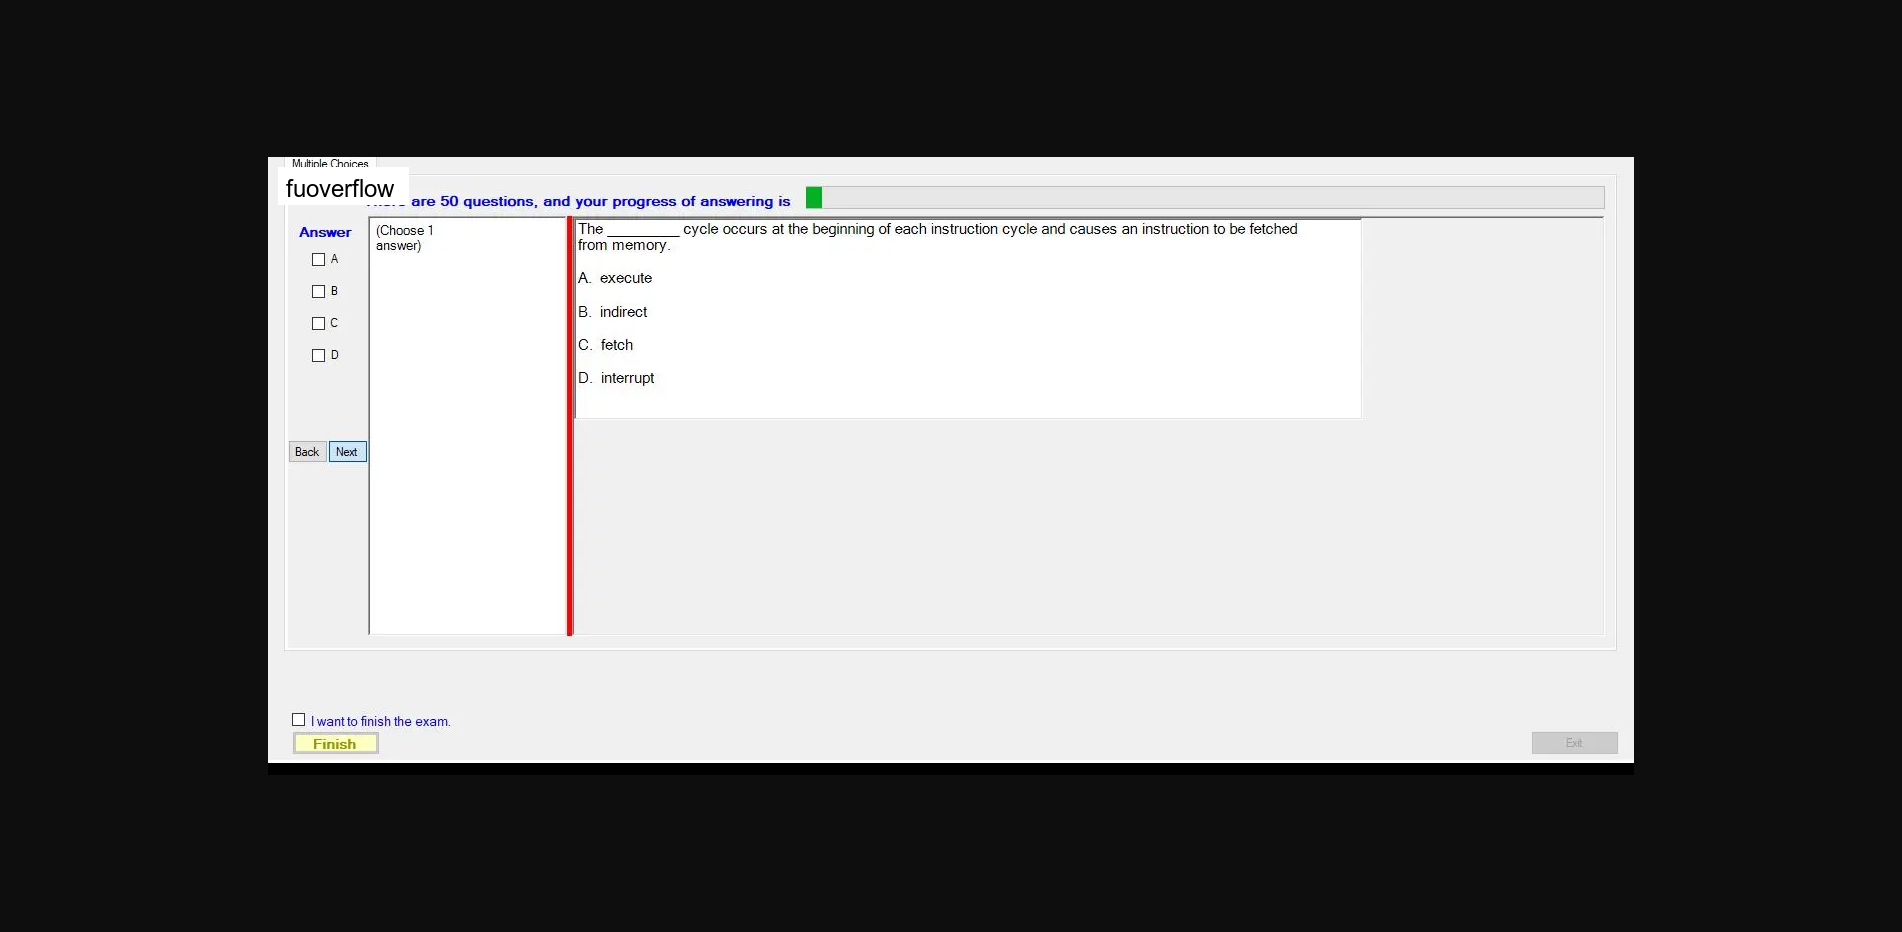 Multiple Choices
fuoverflow
are 50 questions, and your progress of answering is
Answer
A
B
C
D
Back Next
(Choose 1
answer)
The _________ cycle occurs at the beginning of each instruction cycle and causes an instruction to be fetched
from memory.
A. execute
B. indirect
C. fetch
D. interrupt
I want to finish the exam.
Finish
Exit